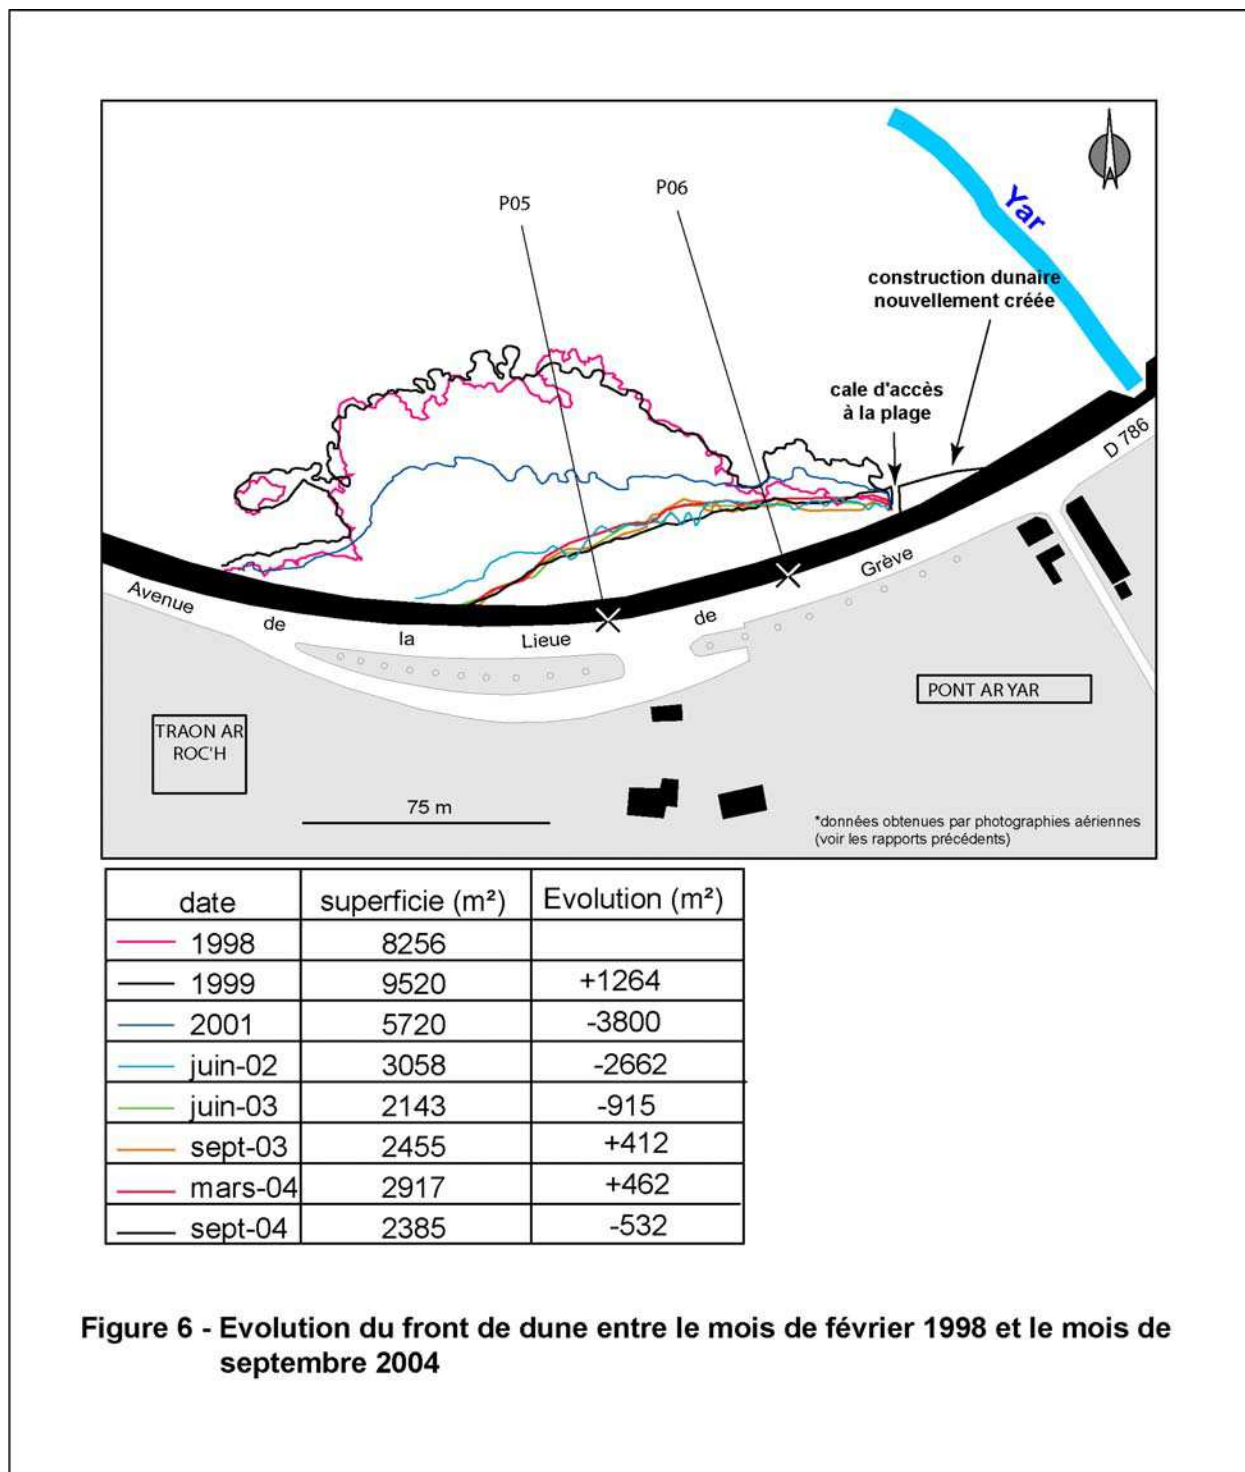 P05
P06
Yar
construction dunaire
nouvellement créée
cale d'accès
à la plage
D 786
Avenue de la Lieue de Grève
PONT AR YAR
TRAON AR
ROC'H
75 m
*données obtenues par photographies aériennes
(voir les rapports précédents)
date superficie (m²) Evolution (m²)
1998 8256
1999 9520 +1264
2001 5720 -3800
juin-02 3058 -2662
juin-03 2143 -915
sept-03 2455 +412
mars-04 2917 +462
sept-04 2385 -532
Figure 6 - Evolution du front de dune entre le mois de février 1998 et le mois de
septembre 2004